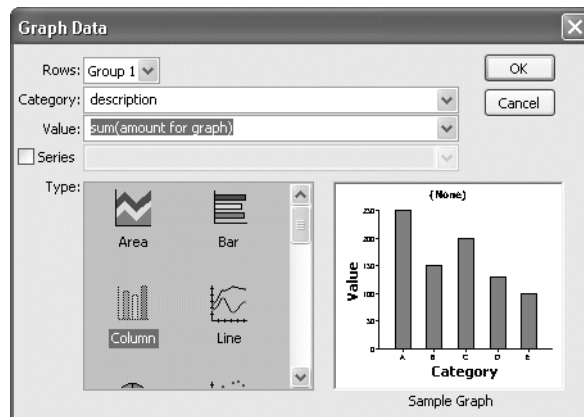 Graph Data
Rows: Group 1
OK
Category: description
Cancel
Value: sum(amount for graph)
Series
Type:
Area
Bar
Column
Line
(None)
Value
250
200
150
100
50
0
A B C D E
Category
Sample Graph